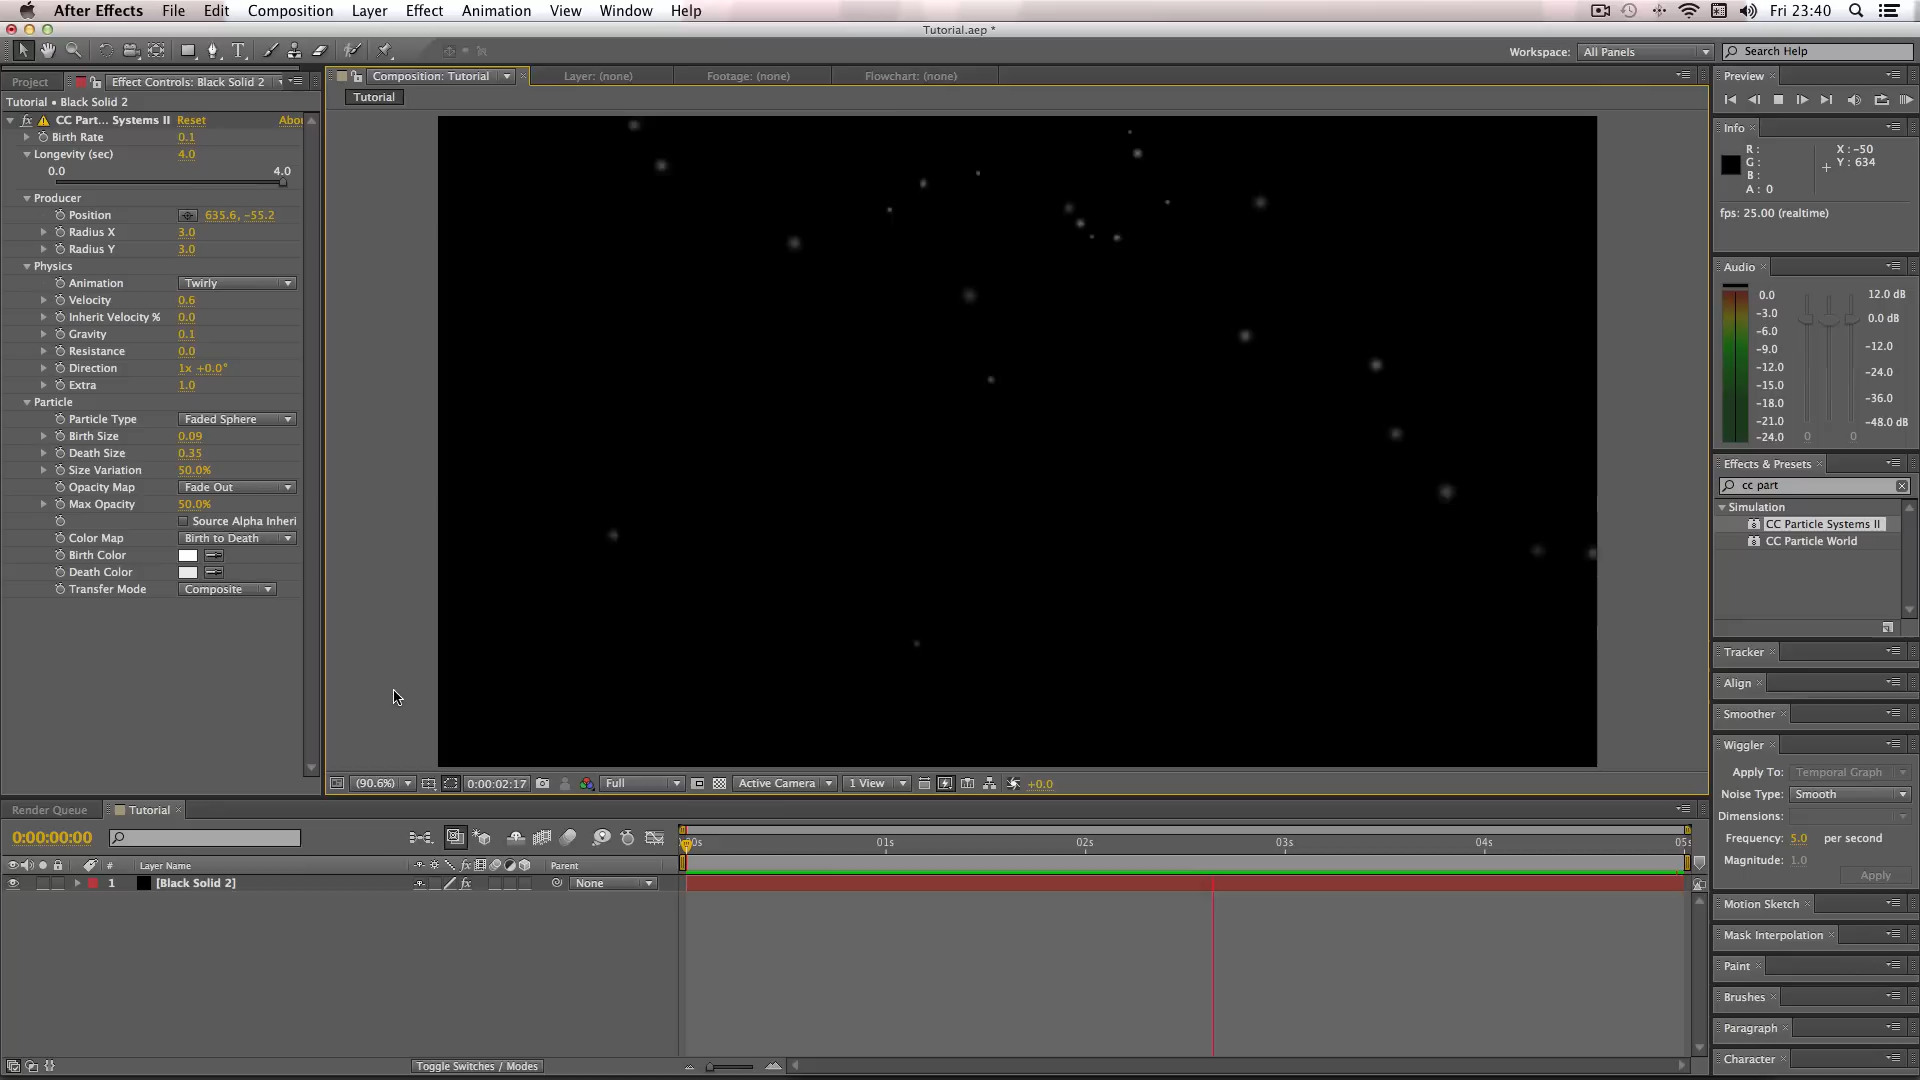 After Effects File Edit Composition Layer Effect Animation View Window Help Fri 23:40
Tutorial.aep *
Workspace: All Panels Search Help
Project Effect Controls: Black Solid 2 Composition: Tutorial Layer: (none) Footage: (none) Flowchart: (none) Preview
Tutorial • Black Solid 2
Tutorial
fx CC Part... Systems II Reset Abou
Birth Rate 0.1
Longevity (sec) 4.0
0.0 4.0
Producer
Position 635.6, -55.2
Radius X 3.0
Radius Y 3.0
Physics
Animation Twirly
Velocity 0.6
Inherit Velocity % 0.0
Gravity 0.1
Resistance 0.0
Direction 1x +0.0°
Extra 1.0
Particle
Particle Type Faded Sphere
Birth Size 0.09
Death Size 0.35
Size Variation 50.0%
Opacity Map Fade Out
Max Opacity 50.0%
Source Alpha Inheri
Color Map Birth to Death
Birth Color
Death Color
Transfer Mode Composite
(90.6%) 0:00:02:17 Full Active Camera 1 View +0.0
Info
R : X : -50
G : Y : 634
B :
A : 0
fps: 25.00 (realtime)
Audio
0.0 12.0 dB
-3.0 0.0 dB
-6.0
-9.0 -12.0
-12.0 -24.0
-15.0
-18.0 -36.0
-21.0 -48.0 dB
-24.0 0 0
Effects & Presets
cc part
Simulation
CC Particle Systems II
CC Particle World
Tracker
Align
Smoother
Wiggler
Apply To: Temporal Graph
Noise Type: Smooth
Dimensions:
Frequency: 5.0 per second
Magnitude: 1.0
Apply
Motion Sketch
Mask Interpolation
Paint
Brushes
Paragraph
Character
Render Queue Tutorial
0:00:00:00 00s 01s 02s 03s 04s 05s
# Layer Name fx Parent
1 [Black Solid 2] fx None
Toggle Switches / Modes